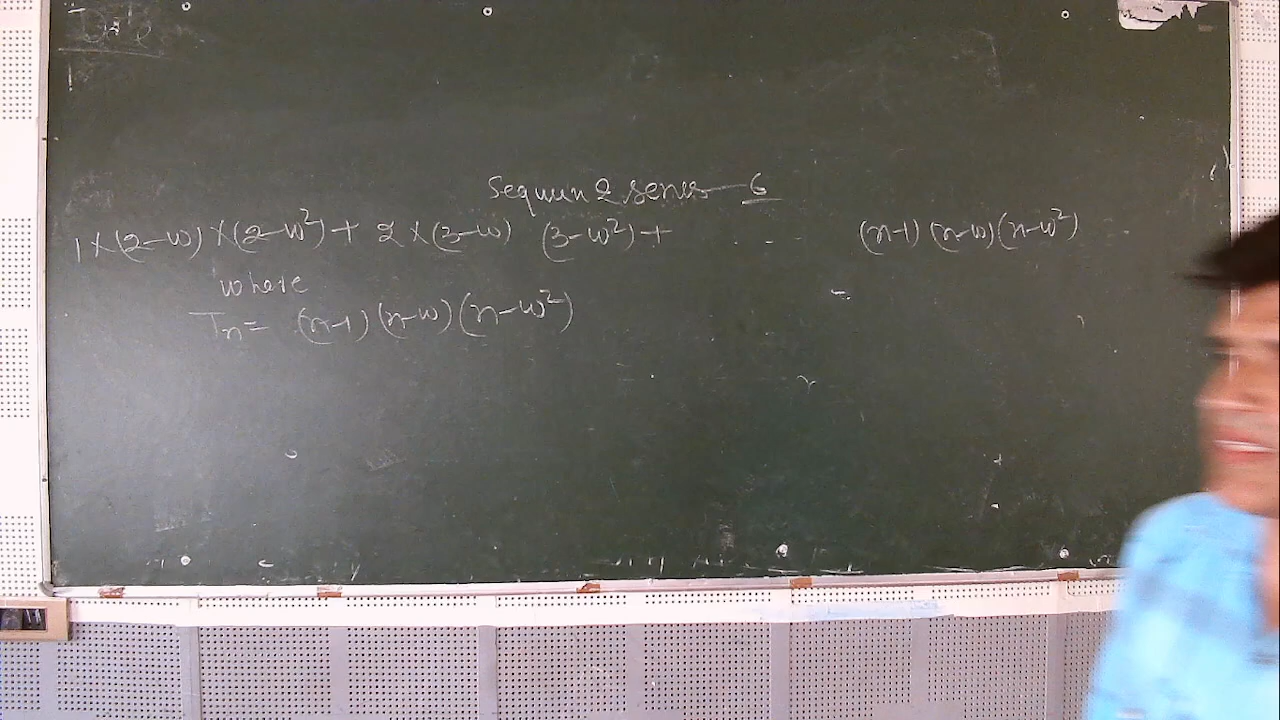 Sequen & series - 6
1 × (2-ω) × (2-ω²) + 2 × (3-ω) (3-ω²) + - - (n-1) (n-ω) (n-ω²)
where
Tn = (n-1) (n-ω) (n-ω²)